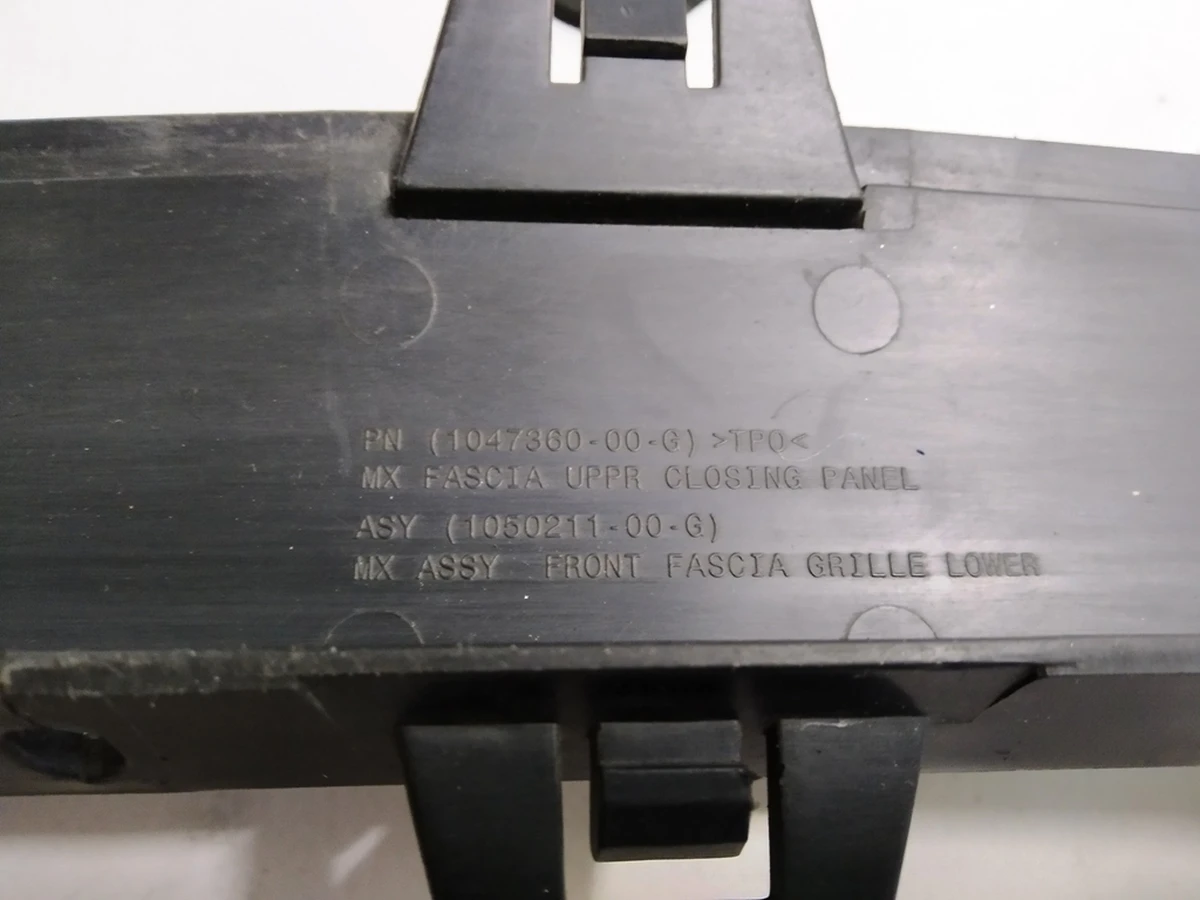 PN (1047360-00-G) >TPO<
MX FASCIA UPPR CLOSING PANEL
ASY (1050211-00-G)
MX ASSY FRONT FASCIA GRILLE LOWER